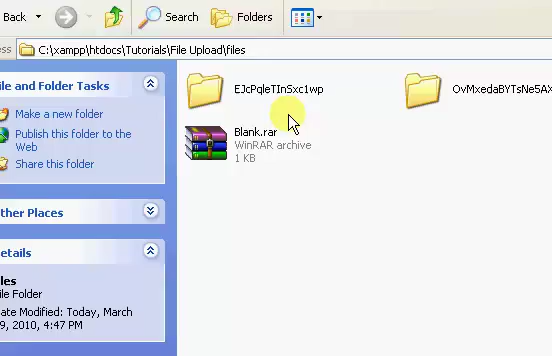 Back
Search
Folders
ess
C:\xampp\htdocs\Tutorials\File Upload\files
ile and Folder Tasks
Make a new folder
Publish this folder to the
Web
Share this folder
ther Places
etails
les
ile Folder
ate Modified: Today, March
9, 2010, 4:47 PM
EJcPqleTInSxc1wp
OvMxedaBYTsNe5AX
Blank.rar
WinRAR archive
1 KB